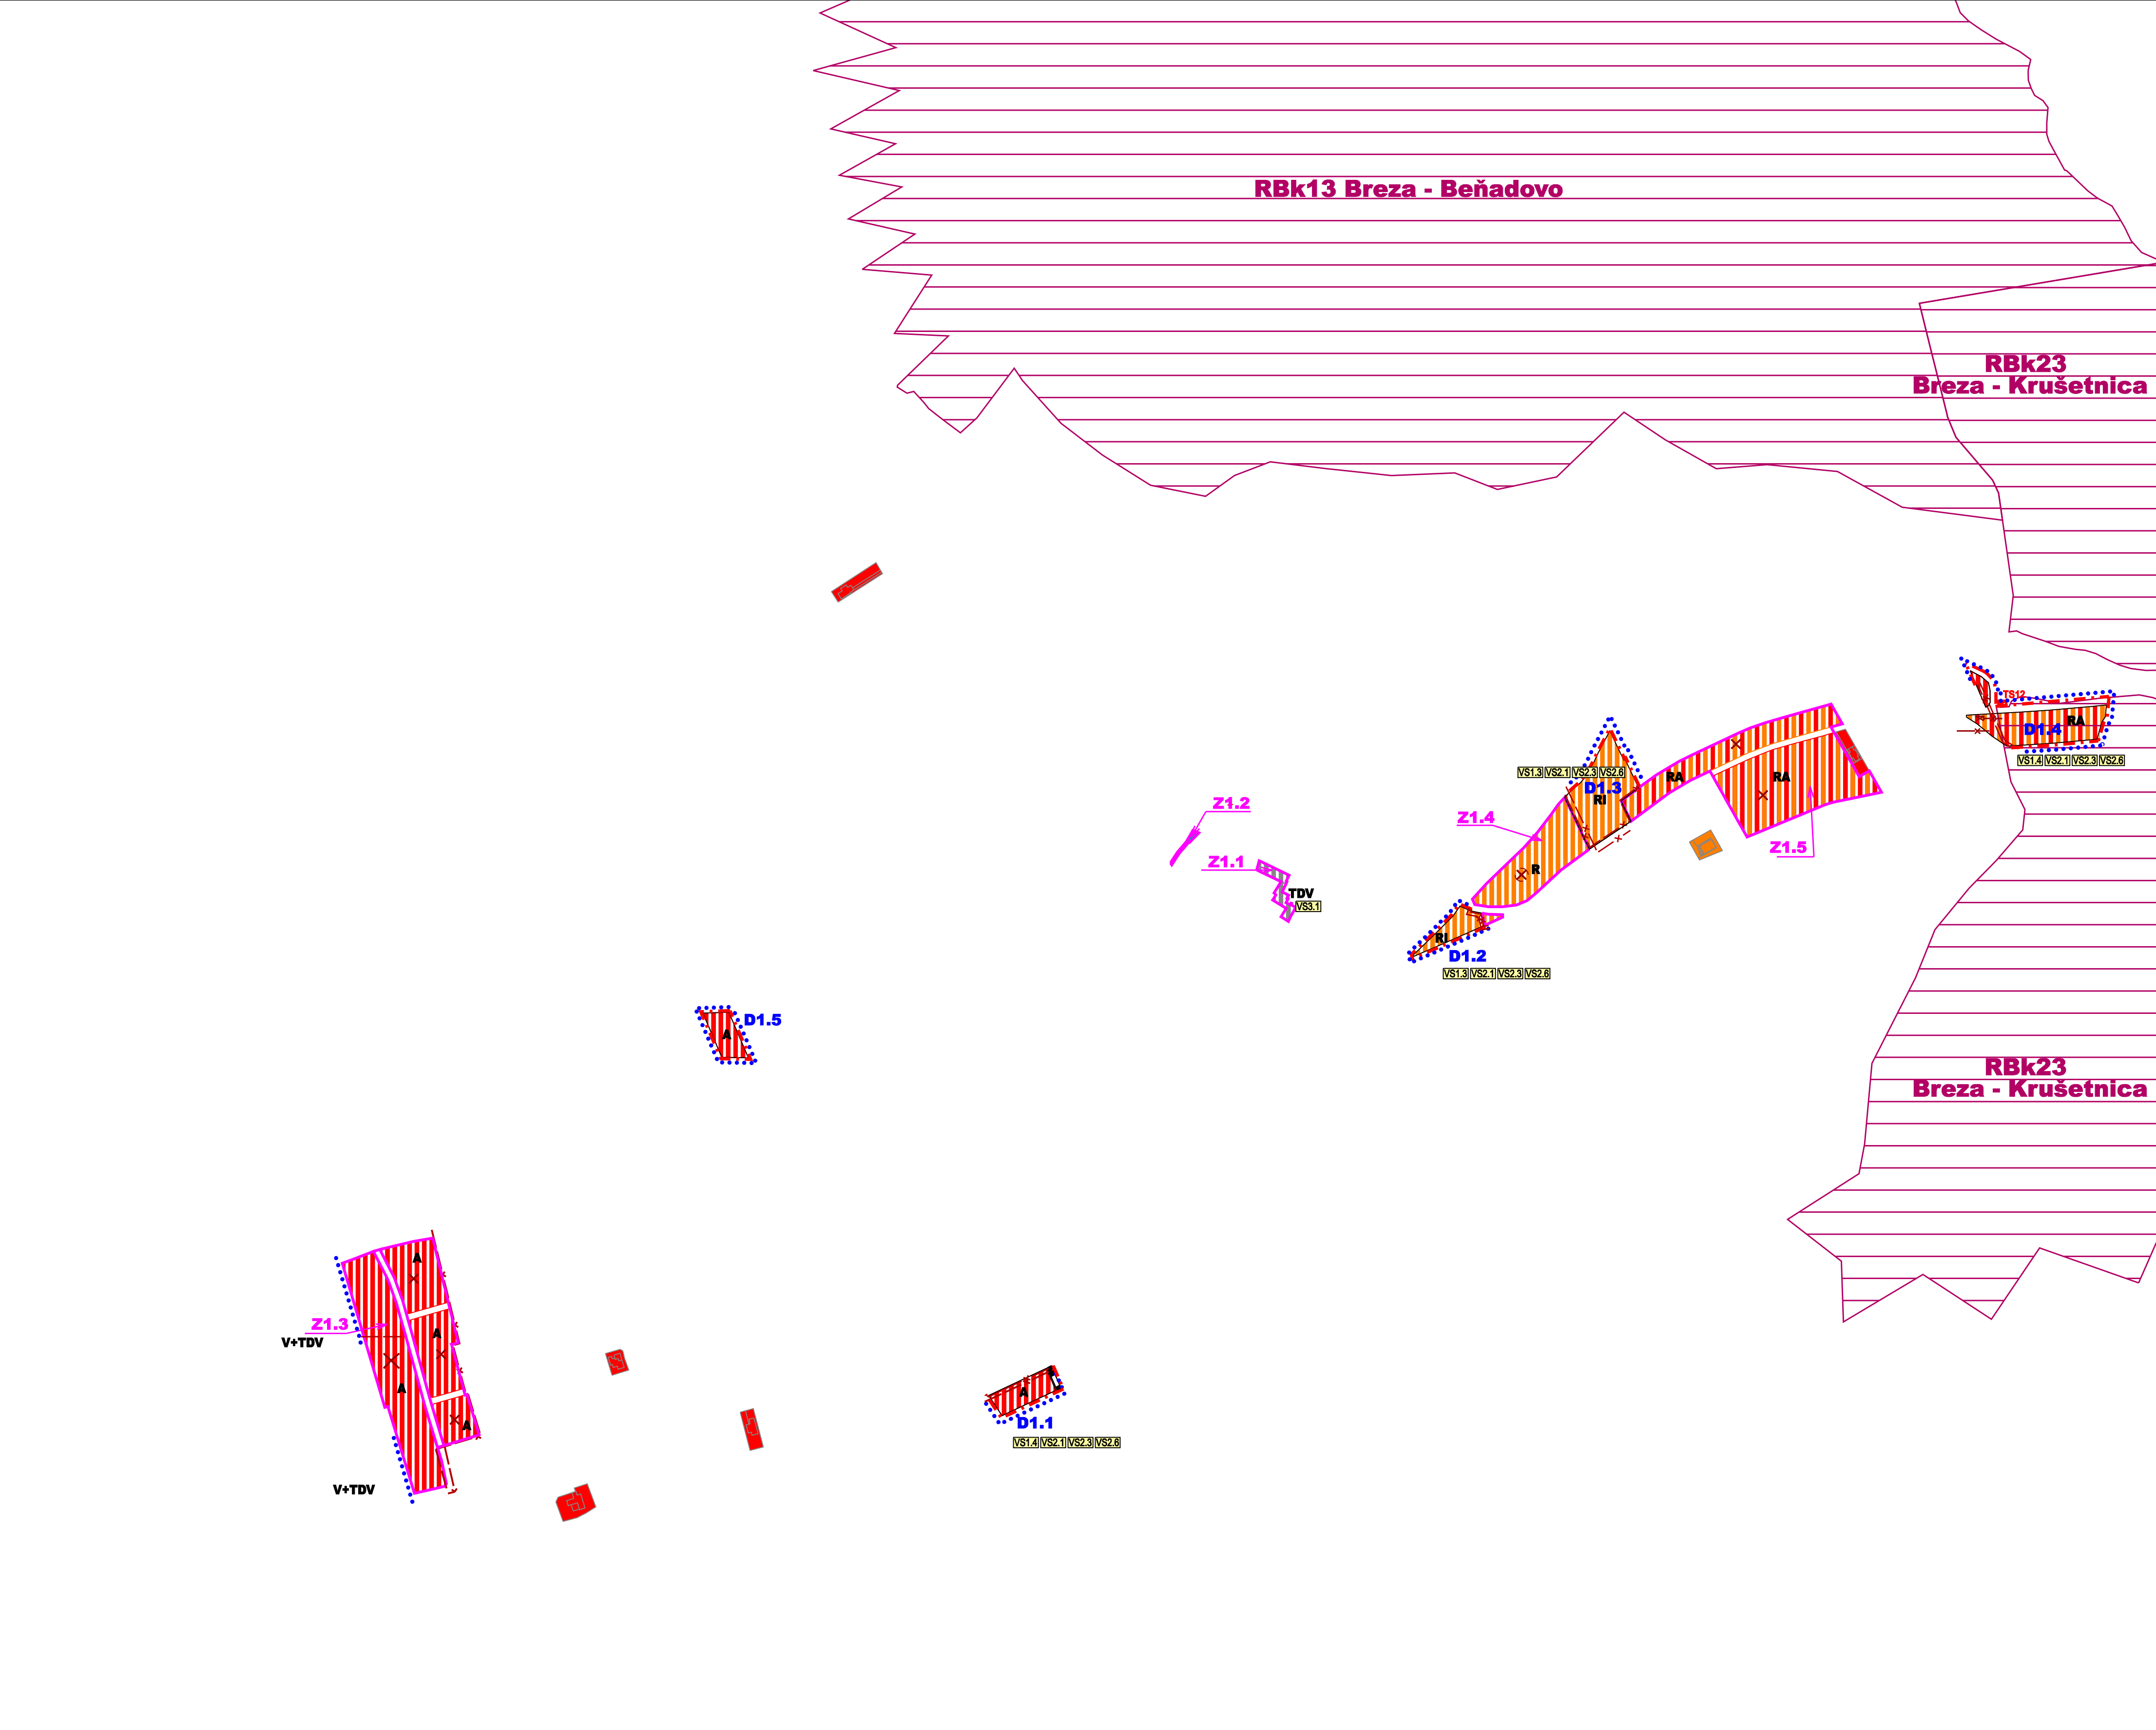 RBk13 Breza - Beňadovo
RBk23
Breza - Krušetnica
TS12
RA
D1.4
VS1.4 VS2.1 VS2.3 VS2.6
VS1.3 VS2.1 VS2.3 VS2.6
D1.3
RI
RA
RA
Z1.2
Z1.4
Z1.5
Z1.1
R
TDV
VS3.1
RI
D1.2
VS1.3 VS2.1 VS2.3 VS2.6
D1.5
A
RBk23
Breza - Krušetnica
A
Z1.3
A
V+TDV
A
A
V+TDV
A
D1.1
VS1.4 VS2.1 VS2.3 VS2.6